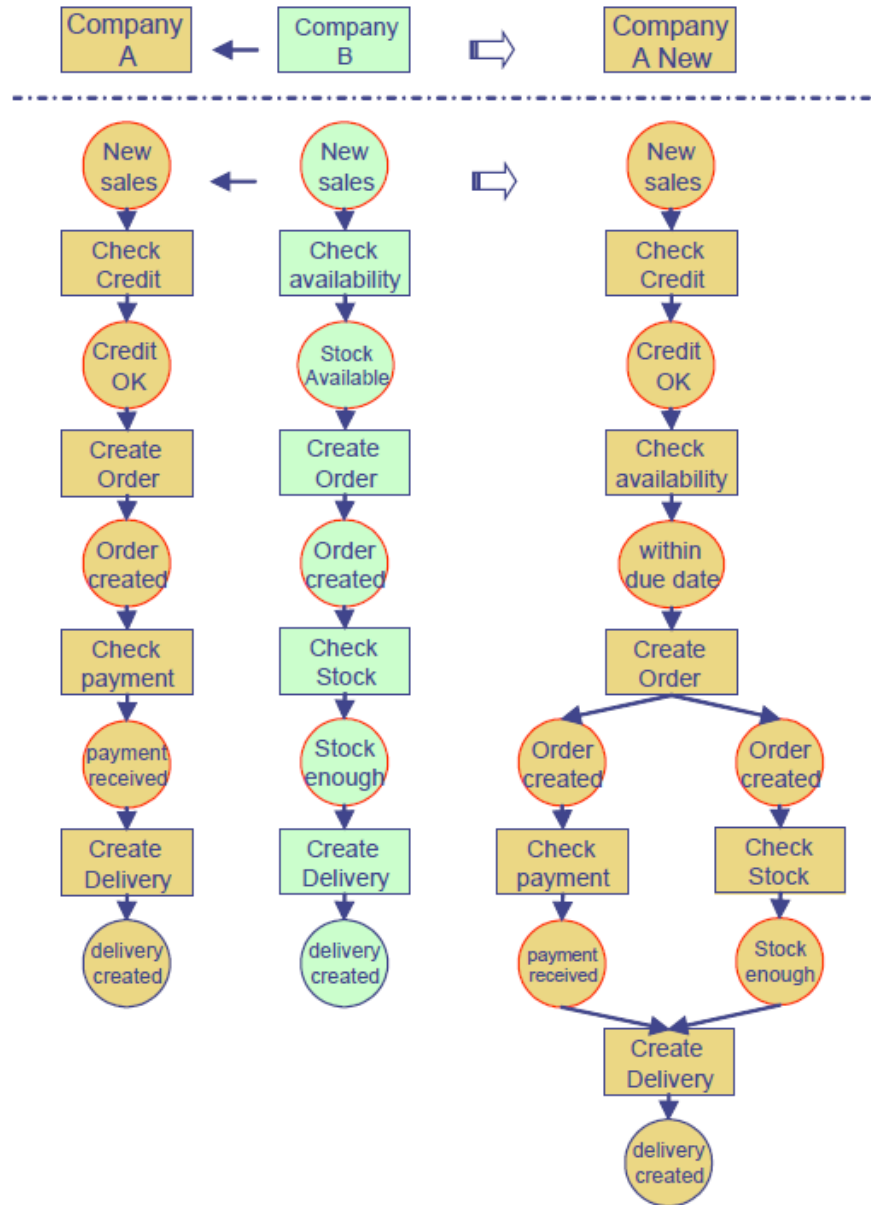 Company
A
Company
B
Company
A New
New
sales
New
sales
New
sales
Check
Credit
Check
availability
Check
Credit
Credit
OK
Stock
Available
Credit
OK
Create
Order
Create
Order
Check
availability
Order
created
Order
created
within
due date
Check
payment
Check
Stock
Create
Order
payment
received
Stock
enough
Order
created
Order
created
Create
Delivery
Create
Delivery
Check
payment
Check
Stock
delivery
created
delivery
created
payment
received
Stock
enough
Create
Delivery
delivery
created